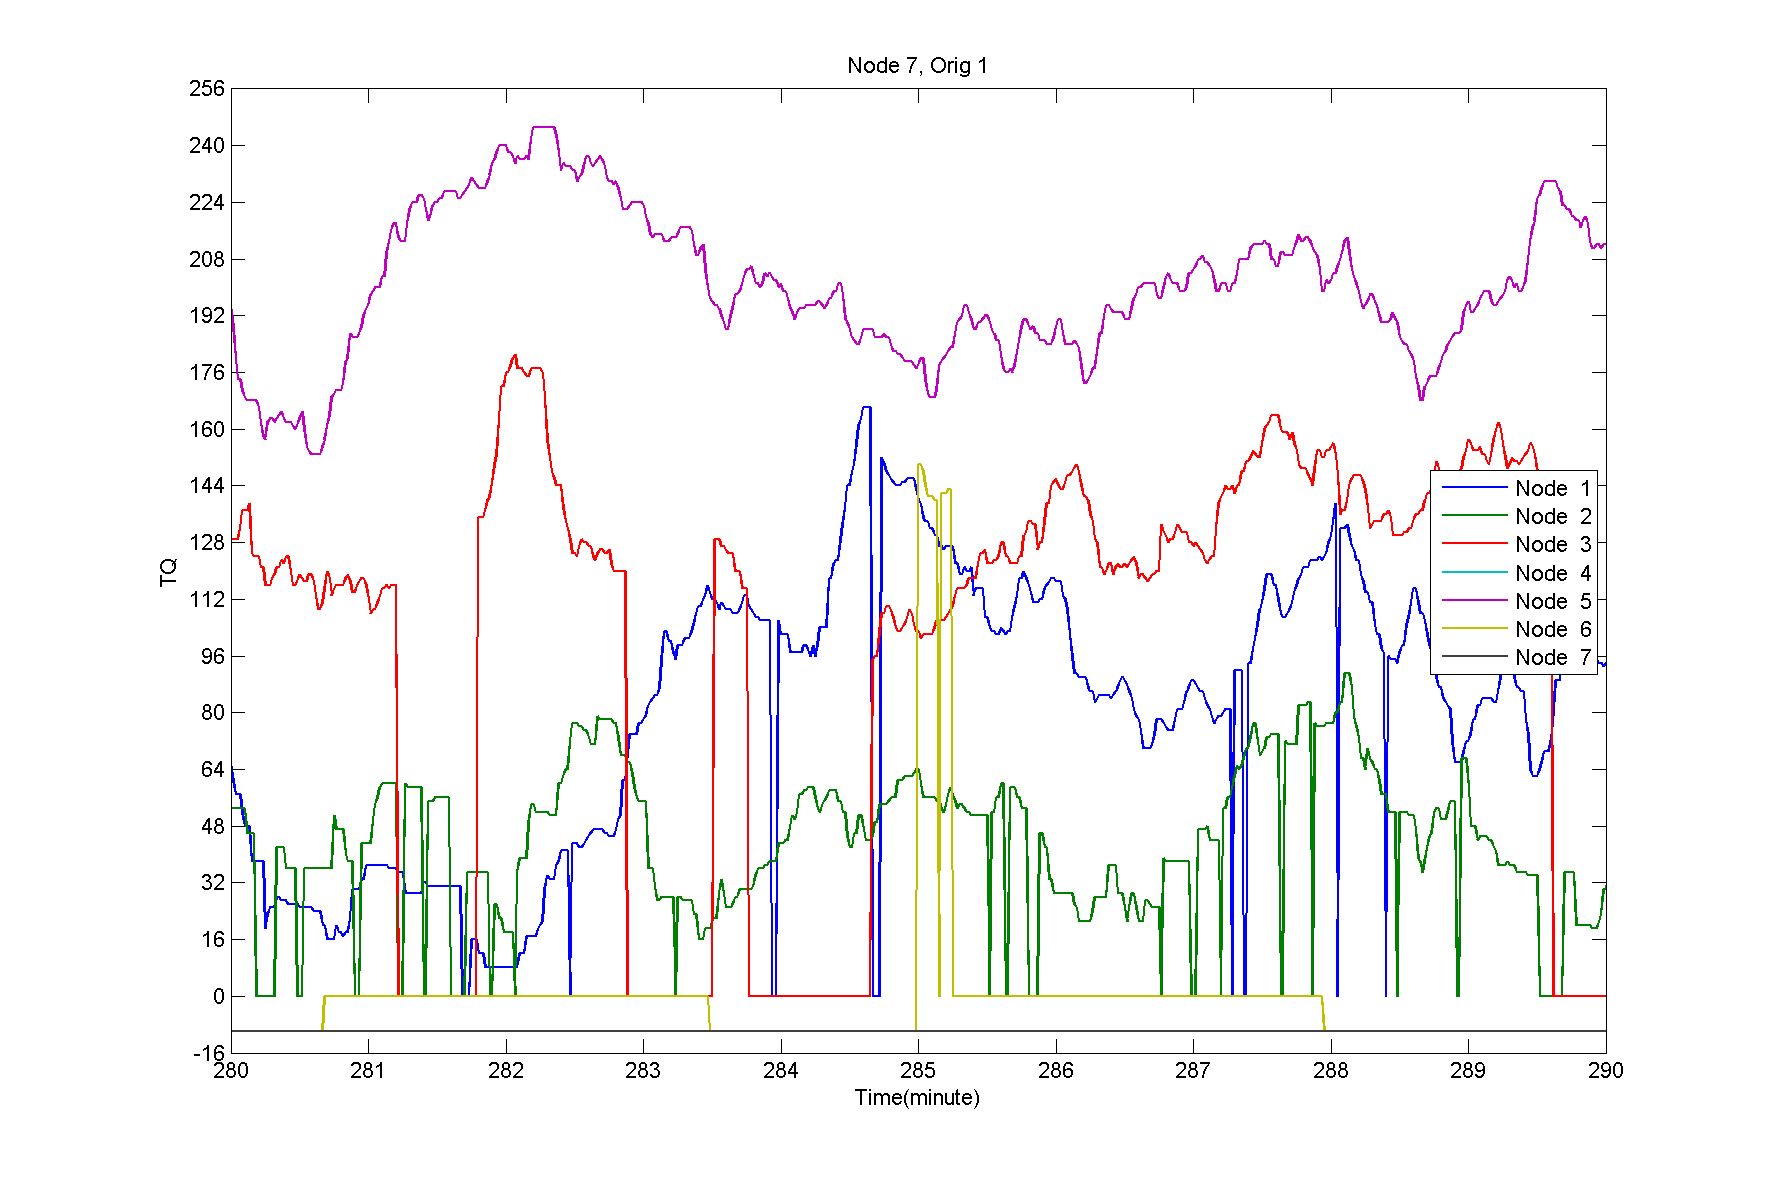 Node 7, Orig 1
256
240
224
208
192
176
160
144
128
112
96
80
64
48
32
16
0
-16
TQ
Node 1
Node 2
Node 3
Node 4
Node 5
Node 6
Node 7
280 281 282 283 284 285 286 287 288 289 290
Time(minute)